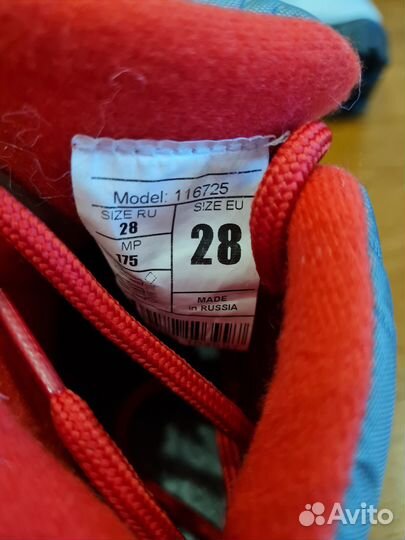 Model: 116725
SIZE RU
28
MP
175
SIZE EU
28
MADE
in RUSSIA
Avito